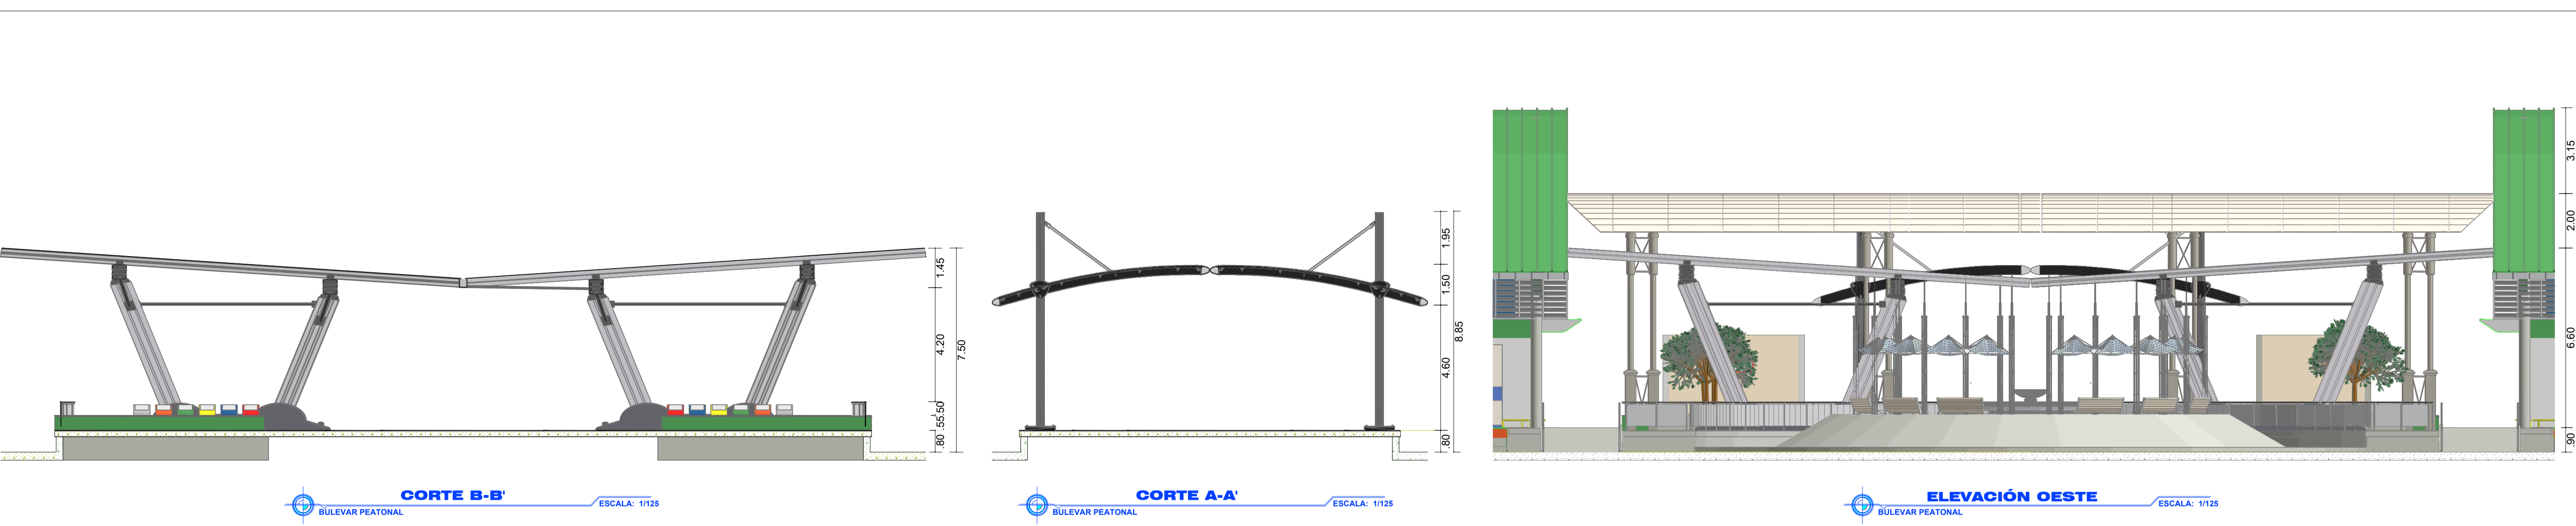 1.45
4.20
7.50
.50
.55
.80
CORTE B-B'
ESCALA: 1/125
BULEVAR PEATONAL
1.95
1.50
8.85
4.60
.80
CORTE A-A'
ESCALA: 1/125
BULEVAR PEATONAL
3.15
2.00
6.60
.90
ELEVACIÓN OESTE
ESCALA: 1/125
BULEVAR PEATONAL